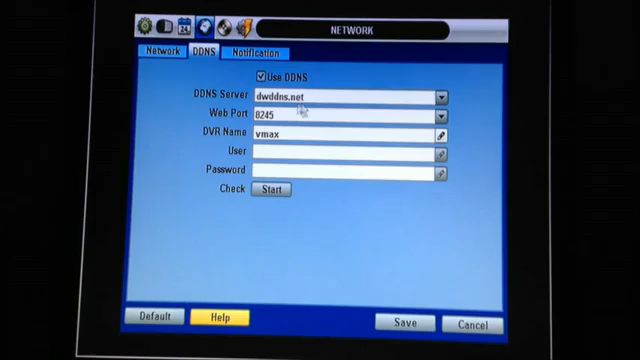 24
NETWORK
Network DDNS Notification
Use DDNS
DDNS Server dwddns.net
Web Port 8245
DVR Name vmax
User
Password
Check Start
Default Help Save Cancel